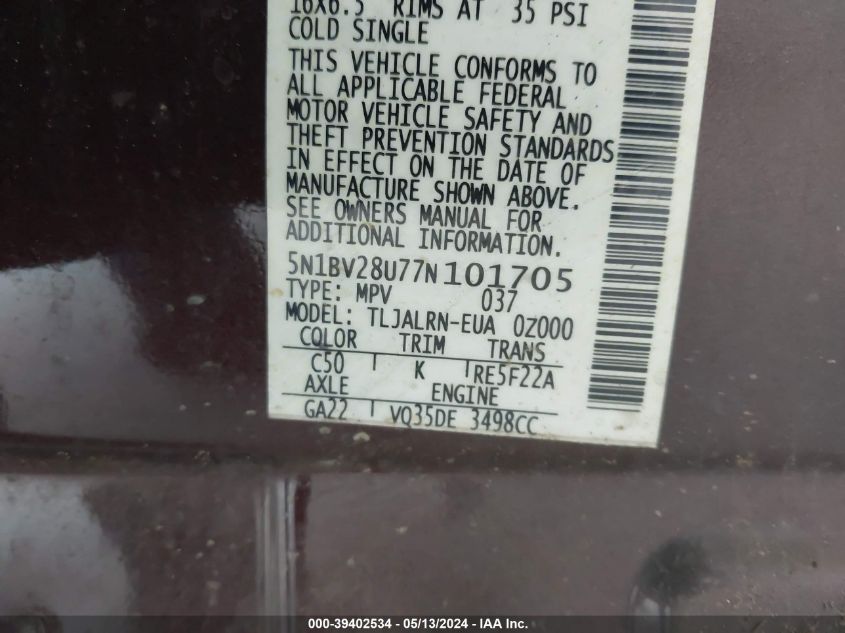 16X6.5 RIMS AT 35 PSI
COLD SINGLE
THIS VEHICLE CONFORMS TO
ALL APPLICABLE FEDERAL
MOTOR VEHICLE SAFETY AND
THEFT PREVENTION STANDARDS
IN EFFECT ON THE DATE OF
MANUFACTURE SHOWN ABOVE.
SEE OWNERS MANUAL FOR
ADDITIONAL INFORMATION.
5N1BV28U77N101705
TYPE: MPV 037
MODEL: TLJALRN-EUA 0Z000
COLOR TRIM TRANS
C50 K RE5F22A
AXLE ENGINE
GA22 VQ35DE 3498CC
000-39402534 / 05/13/2024 - IAA Inc.